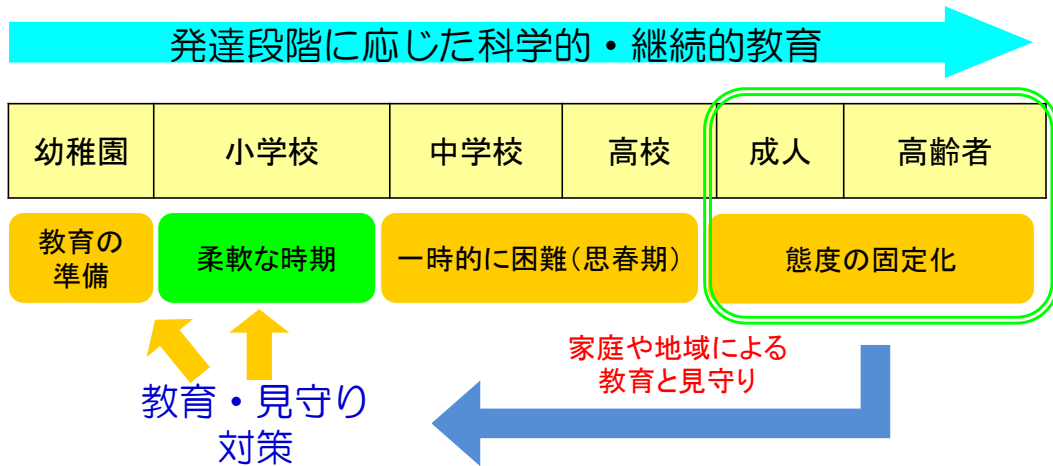 発達段階に応じた科学的・継続的教育
幼稚園
小学校
中学校
高校
成人
高齢者
教育の
準備
柔軟な時期
一時的に困難(思春期)
態度の固定化
家庭や地域による
教育と見守り
教育・見守り
対策